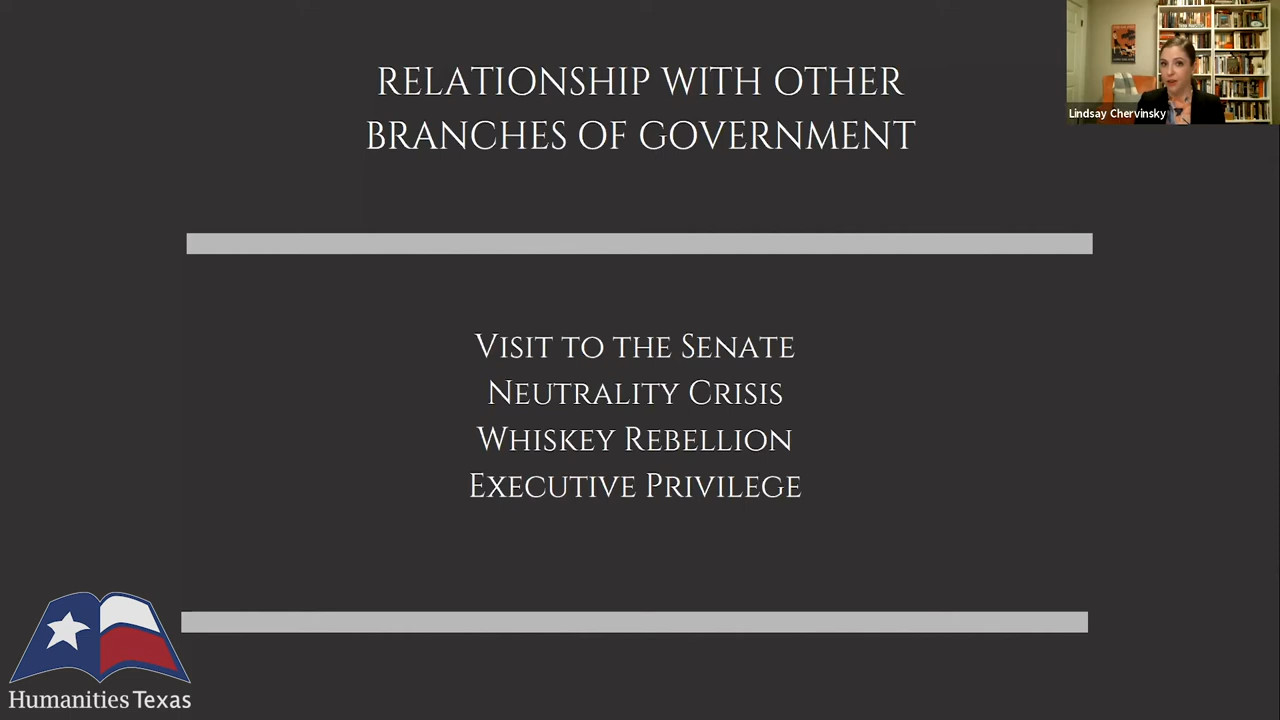 RELATIONSHIP WITH OTHER
BRANCHES OF GOVERNMENT
Lindsay Chervinsky
VISIT TO THE SENATE
NEUTRALITY CRISIS
WHISKEY REBELLION
EXECUTIVE PRIVILEGE
Humanities Texas